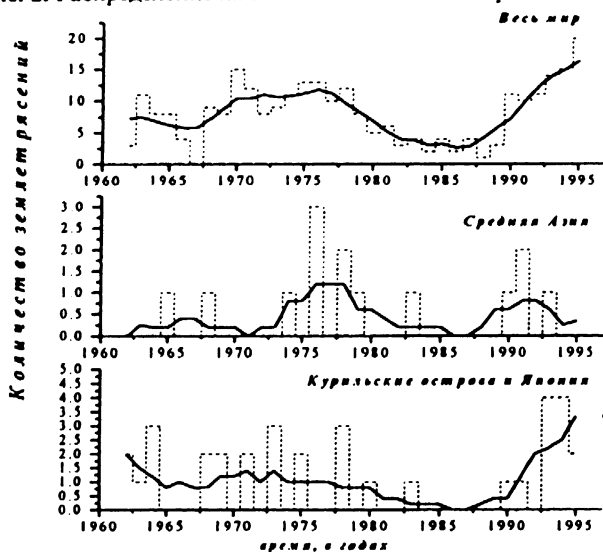 Весь мир
20
15
10
5
0
1960 1965 1970 1975 1980 1985 1990 1995
Количество землетрясений
Средняя Азия
3.0
2.5
2.0
1.5
1.0
0.5
0.0
1960 1965 1970 1975 1980 1985 1990 1995
Курильские острова и Япония
5.0
4.5
4.0
3.5
3.0
2.5
2.0
1.5
1.0
0.5
0.0
1960 1965 1970 1975 1980 1985 1990 1995
время, в годах